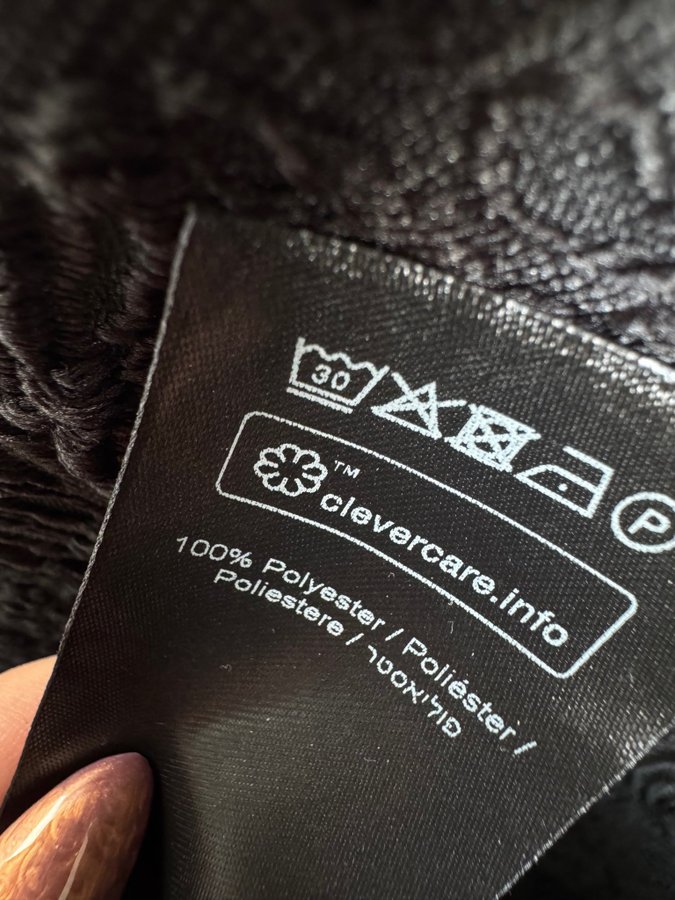 30
P
™
clevercare.info
100% Polyester / Poliéster /
Poliestere / פוליאסטר